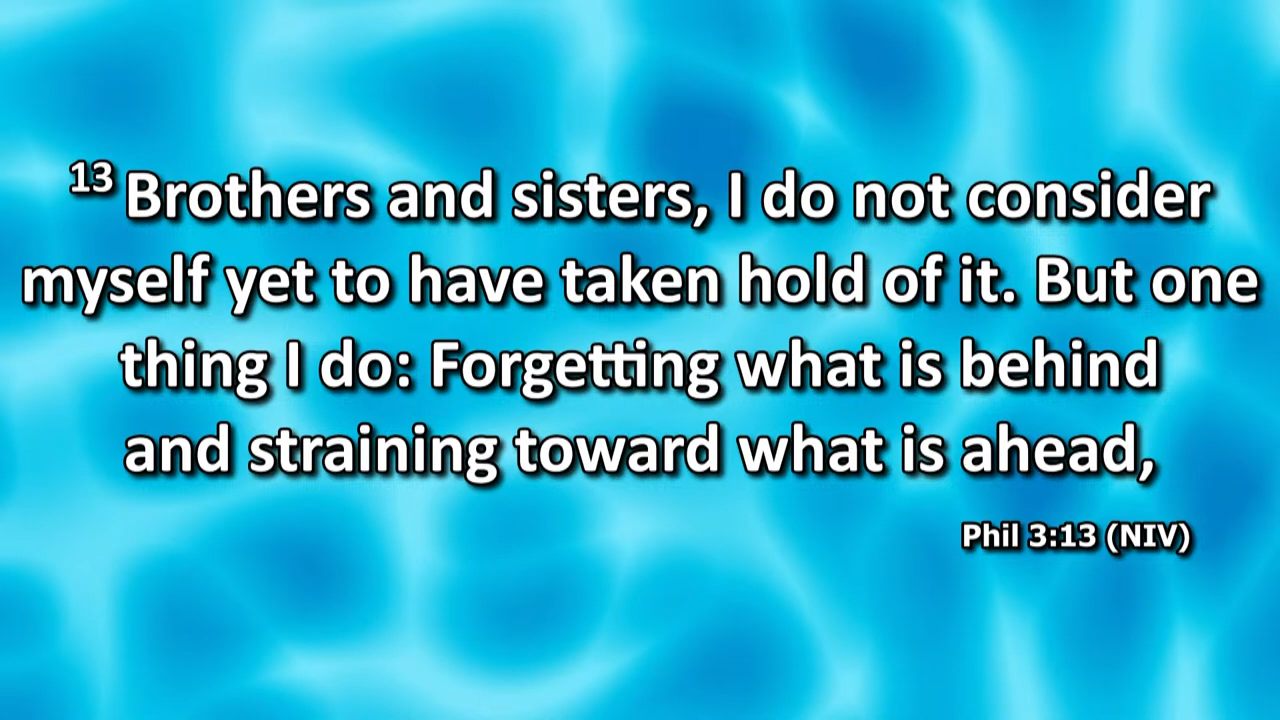 13 Brothers and sisters, I do not consider
myself yet to have taken hold of it. But one
thing I do: Forgetting what is behind
and straining toward what is ahead,
Phil 3:13 (NIV)